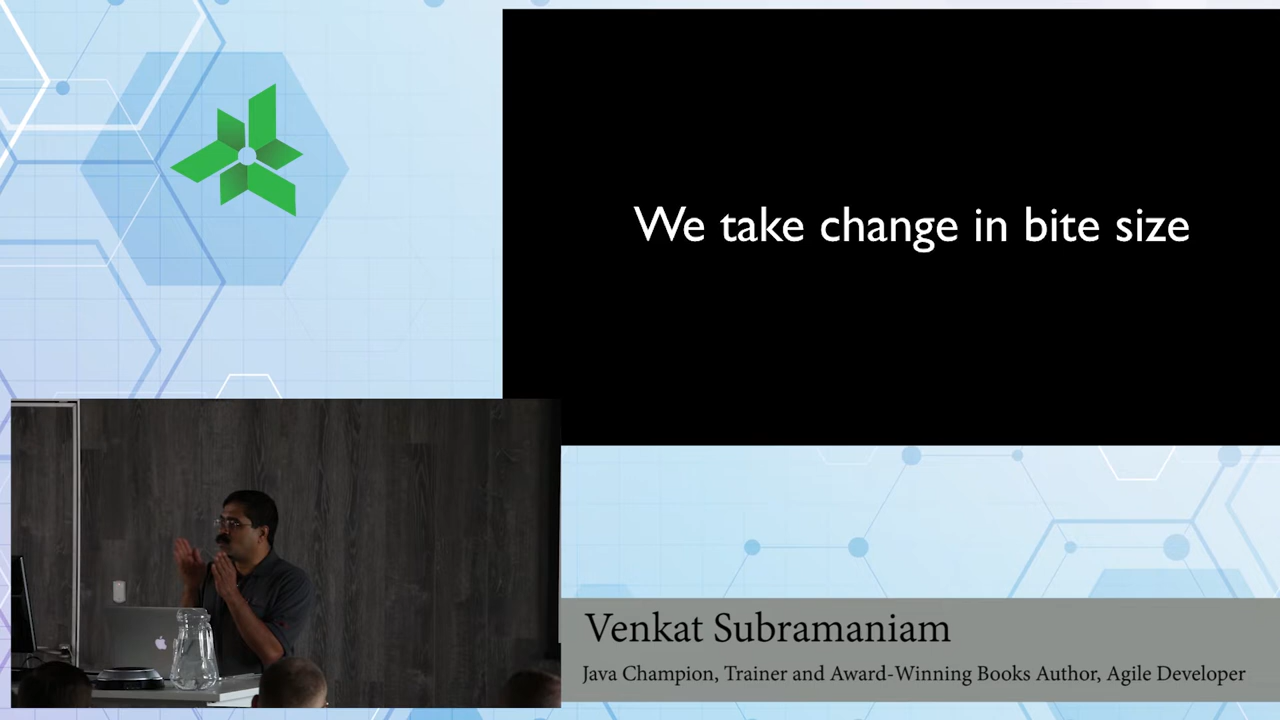 We take change in bite size
Venkat Subramaniam
Java Champion, Trainer and Award-Winning Books Author, Agile Developer